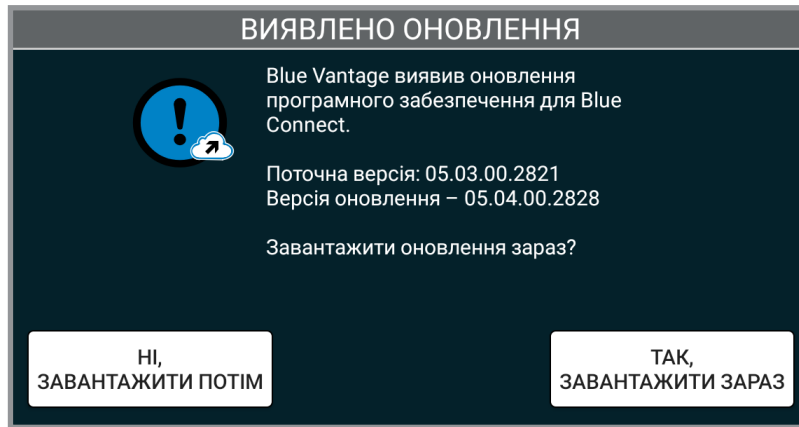 ВИЯВЛЕНО ОНОВЛЕННЯ
Blue Vantage виявив оновлення
програмного забезпечення для Blue
Connect.
Поточна версія: 05.03.00.2821
Версія оновлення – 05.04.00.2828
Завантажити оновлення зараз?
НІ,
ЗАВАНТАЖИТИ ПОТІМ
ТАК,
ЗАВАНТАЖИТИ ЗАРАЗ